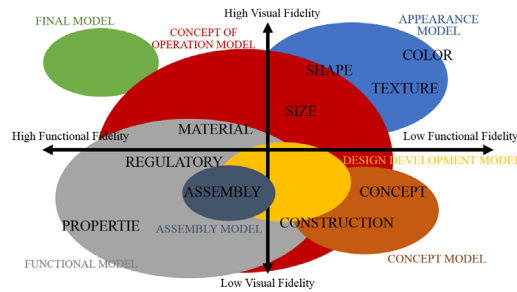 High Visual Fidelity
FINAL MODEL
CONCEPT OF
OPERATION MODEL
APPEARANCE
MODEL
COLOR
SHAPE
TEXTURE
SIZE
MATERIAL
High Functional Fidelity
Low Functional Fidelity
REGULATORY
DESIGN DEVELOPMENT MODEL
ASSEMBLY
CONCEPT
PROPERTIE
ASSEMBLY MODEL
CONSTRUCTION
FUNCTIONAL MODEL
CONCEPT MODEL
Low Visual Fidelity